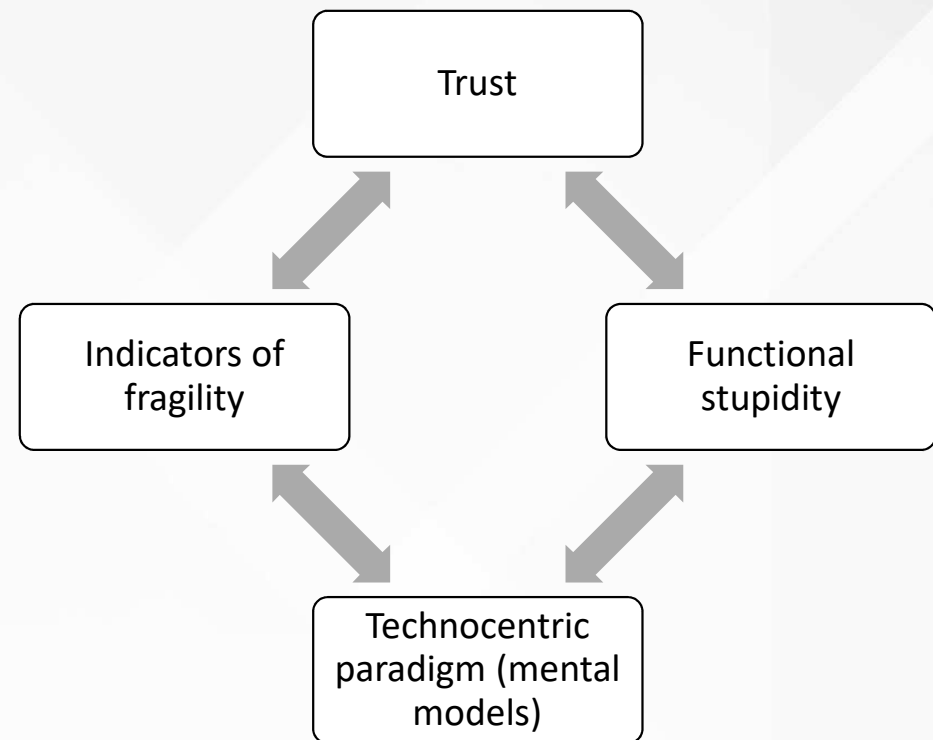 Trust
Indicators of
fragility
Functional
stupidity
Technocentric
paradigm (mental
models)